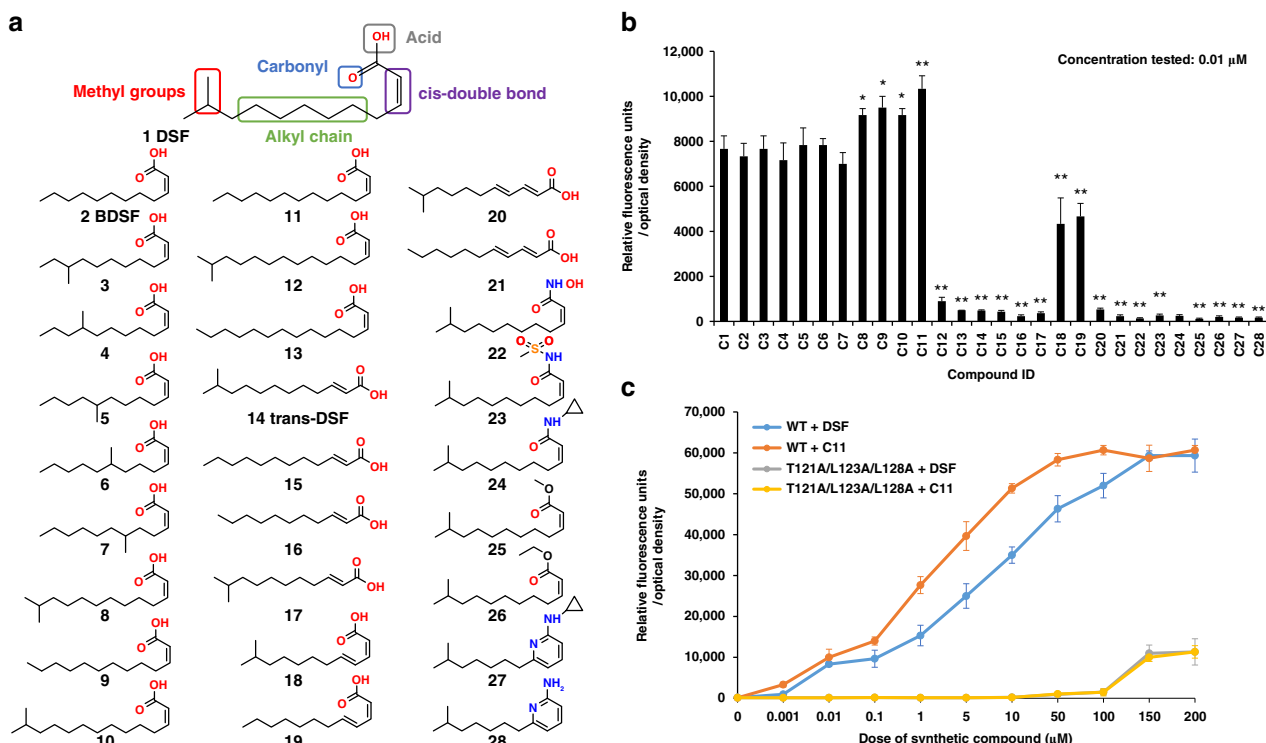 a
OH
Acid
Carbonyl
O
Methyl groups
cis-double bond
1 DSF
Alkyl chain
OH
O
2 BDSF
OH
O
11
O
OH
20
OH
O
3
OH
O
12
O
OH
21
OH
O
4
OH
O
13
NH OH
O
22
OH
O
5
O
OH
14 trans-DSF
O S O
NH
O
23
OH
O
6
O
OH
15
NH
O
24
OH
O
7
O
OH
16
O
O
25
OH
O
8
O
OH
17
O
O
26
OH
O
9
OH
O
18
NH
N
27
OH
O
10
OH
O
19
NH2
N
28
b
12,000
10,000
8000
6000
4000
2000
0
Relative fluorescence units
/optical density
Concentration tested: 0.01 µM
* * * ** ** ** ** ** ** ** ** ** ** ** ** ** ** ** ** ** **
C1 C2 C3 C4 C5 C6 C7 C8 C9 C10 C11 C12 C13 C14 C15 C16 C17 C18 C19 C20 C21 C22 C23 C24 C25 C26 C27 C28
Compound ID
c
70,000
60,000
50,000
40,000
30,000
20,000
10,000
0
Relative fluorescence units
/optical density
WT + DSF
WT + C11
T121A/L123A/L128A + DSF
T121A/L123A/L128A + C11
0 0.001 0.01 0.1 1 5 10 50 100 150 200
Dose of synthetic compound (µM)